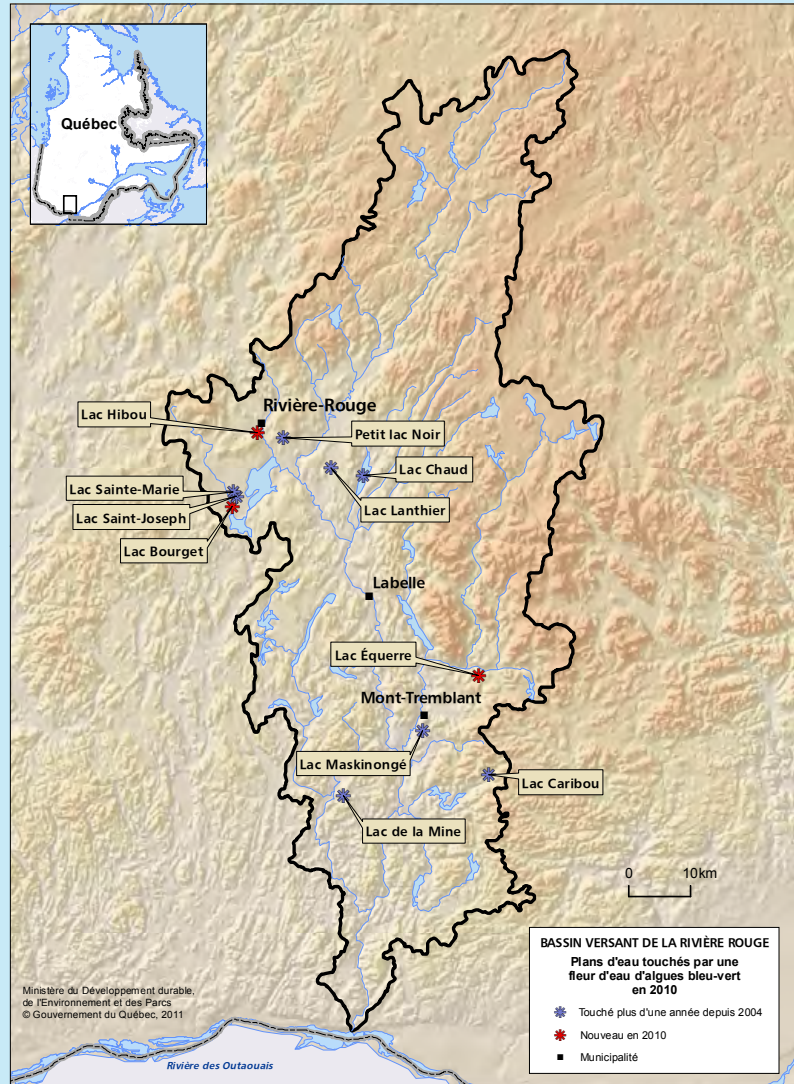 Québec
Rivière-Rouge
Lac Hibou
Petit lac Noir
Lac Chaud
Lac Sainte-Marie
Lac Lanthier
Lac Saint-Joseph
Lac Bourget
Labelle
Lac Équerre
Mont-Tremblant
Lac Maskinongé
Lac Caribou
Lac de la Mine
0 10km
BASSIN VERSANT DE LA RIVIÈRE ROUGE
Plans d'eau touchés par une
fleur d'eau d'algues bleu-vert
en 2010
Touché plus d'une année depuis 2004
Nouveau en 2010
Municipalité
Ministère du Développement durable,
de l'Environnement et des Parcs
© Gouvernement du Québec, 2011
Rivière des Outaouais